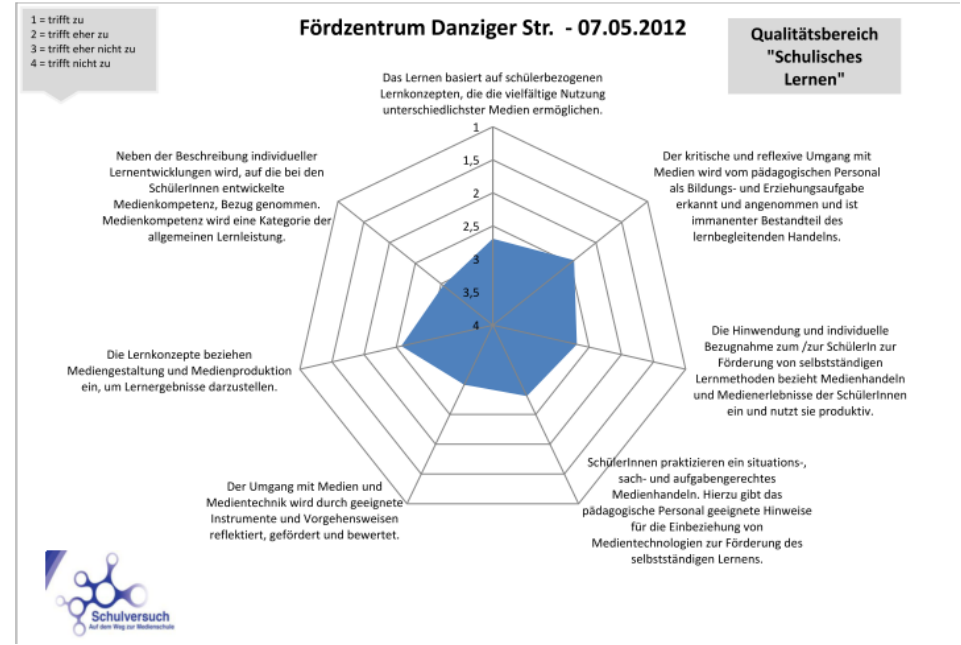 1 = trifft zu
2 = trifft eher zu
3 = trifft eher nicht zu
4 = trifft nicht zu
Fördzentrum Danziger Str. - 07.05.2012
Qualitätsbereich
"Schulisches
Lernen"
Das Lernen basiert auf schülerbezogenen
Lernkonzepten, die die vielfältige Nutzung
unterschiedlichster Medien ermöglichen.
1
1,5
2
2,5
3
3,5
4
Der kritische und reflexive Umgang mit
Medien wird vom pädagogischen Personal
als Bildungs- und Erziehungsaufgabe
erkannt und angenommen und ist
immanenter Bestandteil des
lernbegleitenden Handelns.
Die Hinwendung und individuelle
Bezugnahme zum /zur SchülerIn zur
Förderung von selbstständigen
Lernmethoden bezieht Medienhandeln
und Medienerlebnisse der SchülerInnen
ein und nutzt sie produktiv.
SchülerInnen praktizieren ein situations-,
sach- und aufgabengerechtes
Medienhandeln. Hierzu gibt das
pädagogische Personal geeignete Hinweise
für die Einbeziehung von
Medientechnologien zur Förderung des
selbstständigen Lernens.
Der Umgang mit Medien und
Medientechnik wird durch geeignete
Instrumente und Vorgehensweisen
reflektiert, gefördert und bewertet.
Die Lernkonzepte beziehen
Mediengestaltung und Medienproduktion
ein, um Lernergebnisse darzustellen.
Neben der Beschreibung individueller
Lernentwicklungen wird, auf die bei den
SchülerInnen entwickelte
Medienkompetenz, Bezug genommen.
Medienkompetenz wird eine Kategorie der
allgemeinen Lernleistung.
Schulversuch
Auf dem Weg zur Medienschule